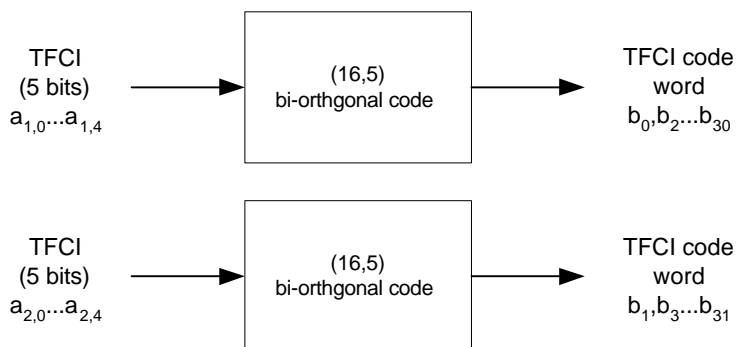 TFCI
(5 bits)
a1,0...a1,4
(16,5)
bi-orthgonal code
TFCI code
word
b0,b2...b30
TFCI
(5 bits)
a2,0...a2,4
(16,5)
bi-orthgonal code
TFCI code
word
b1,b3...b31